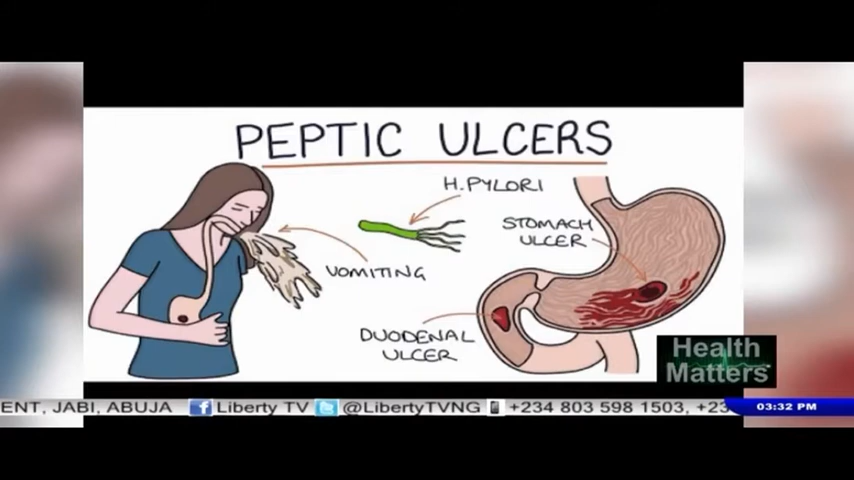 PEPTIC ULCERS
H.PYLORI
STOMACH
ULCER
VOMITING
DUODENAL
ULCER
Health
Matters
ENT, JABI, ABUJA Liberty TV @LibertyTVNG +234 803 598 1503, +23
03:32 PM